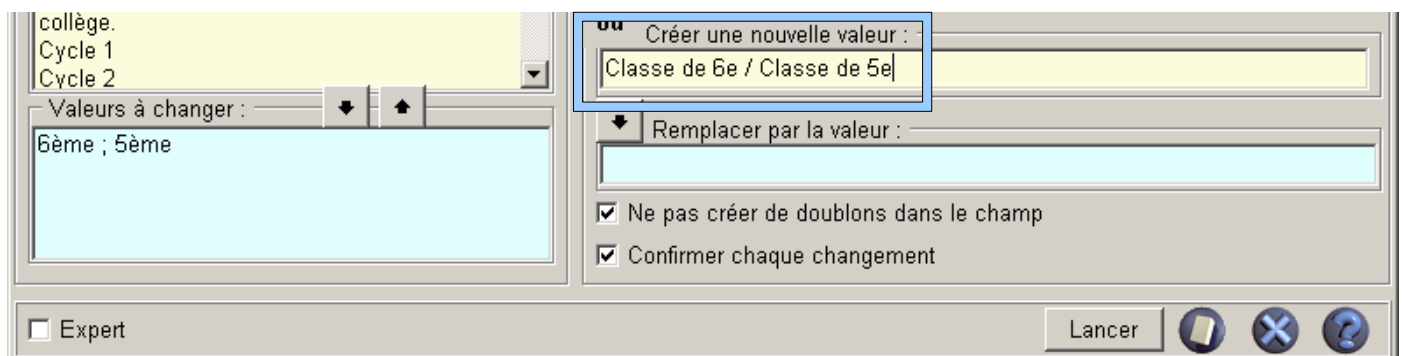 collège.
Cycle 1
Cycle 2
Valeurs à changer :
6ème ; 5ème
ou
Créer une nouvelle valeur :
Classe de 6e / Classe de 5e
Remplacer par la valeur :
Ne pas créer de doublons dans le champ
Confirmer chaque changement
Expert
Lancer